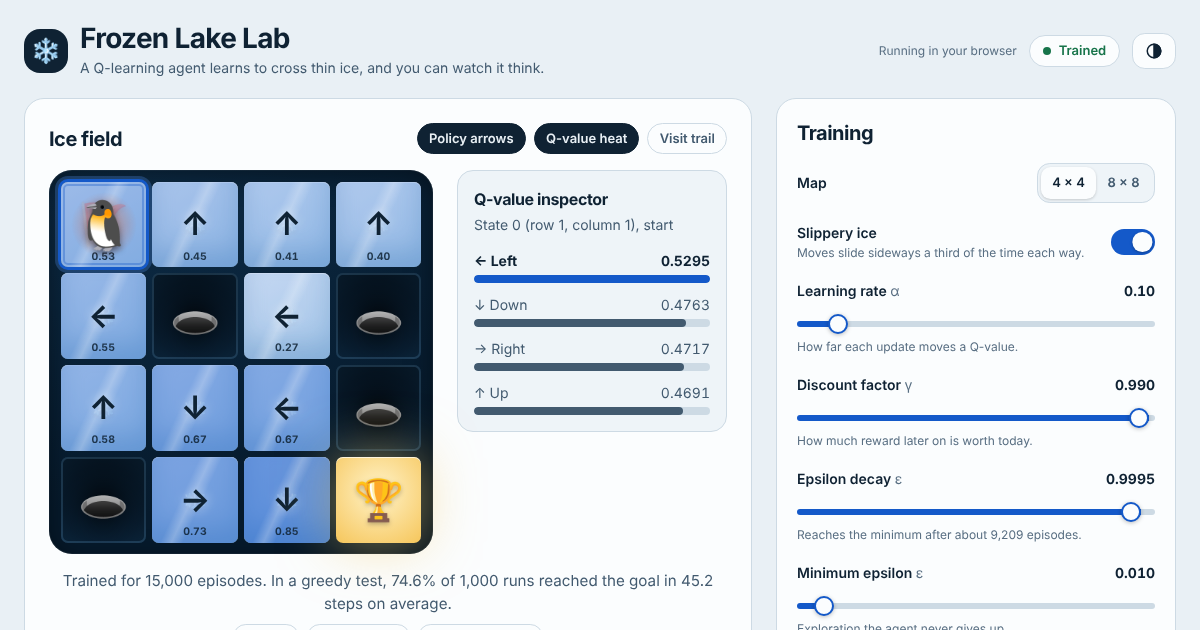 Frozen Lake Lab
A Q-learning agent learns to cross thin ice, and you can watch it think.
Running in your browser
Trained
Ice field
Policy arrows
Q-value heat
Visit trail
0.53
↑
0.45
↑
0.41
↑
0.40
←
0.55
←
0.27
↑
0.58
↓
0.67
←
0.67
→
0.73
↓
0.85
Q-value inspector
State 0 (row 1, column 1), start
← Left 0.5295
↓ Down 0.4763
→ Right 0.4717
↑ Up 0.4691
Trained for 15,000 episodes. In a greedy test, 74.6% of 1,000 runs reached the goal in 45.2
steps on average.
Training
Map 4 × 4 8 × 8
Slippery ice
Moves slide sideways a third of the time each way.
Learning rate α 0.10
How far each update moves a Q-value.
Discount factor γ 0.990
How much reward later on is worth today.
Epsilon decay ε 0.9995
Reaches the minimum after about 9,209 episodes.
Minimum epsilon ε 0.010
Exploration the agent never gives up.